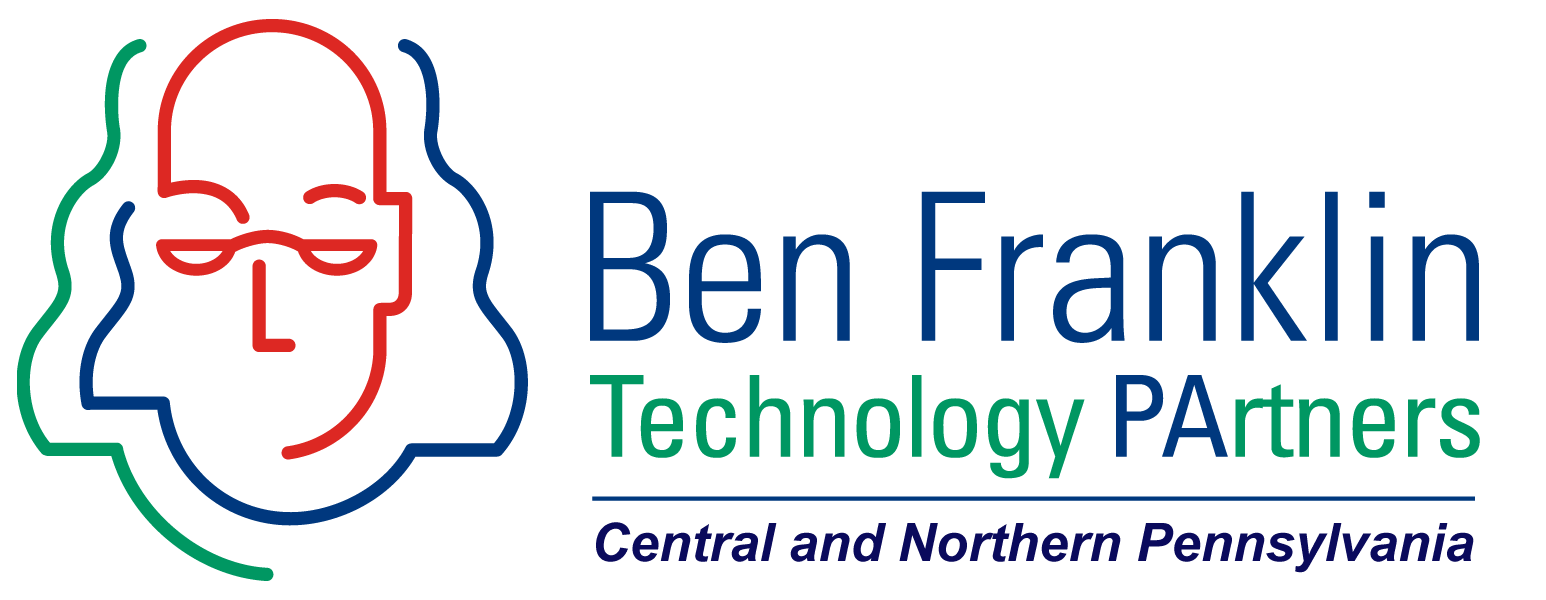 Ben Franklin
Technology PArtners
Central and Northern Pennsylvania